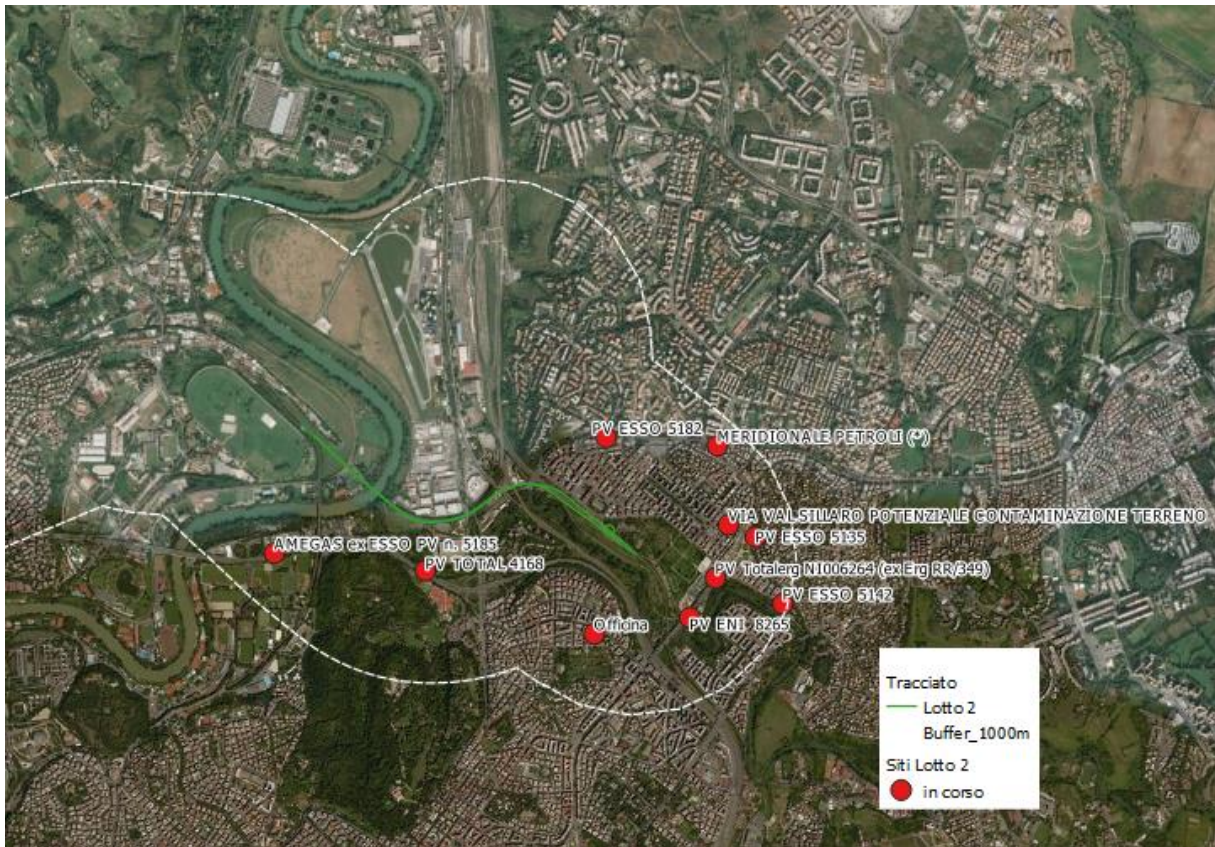 PV ESSO 5182
MERIDIONALE PETROLI (*)
VIA VALSILLARO POTENZIALE CONTAMINAZIONE TERRENO
PV ESSO 5135
AMEGAS ex ESSO PV n. 5185
PV TOTAL 4168
PV Totalerg NI006264 (ex Erg RR/349)
PV ESSO 5142
PV ENI 8265
Officina
Tracciato
Lotto 2
Buffer_1000m
Siti Lotto 2
in corso